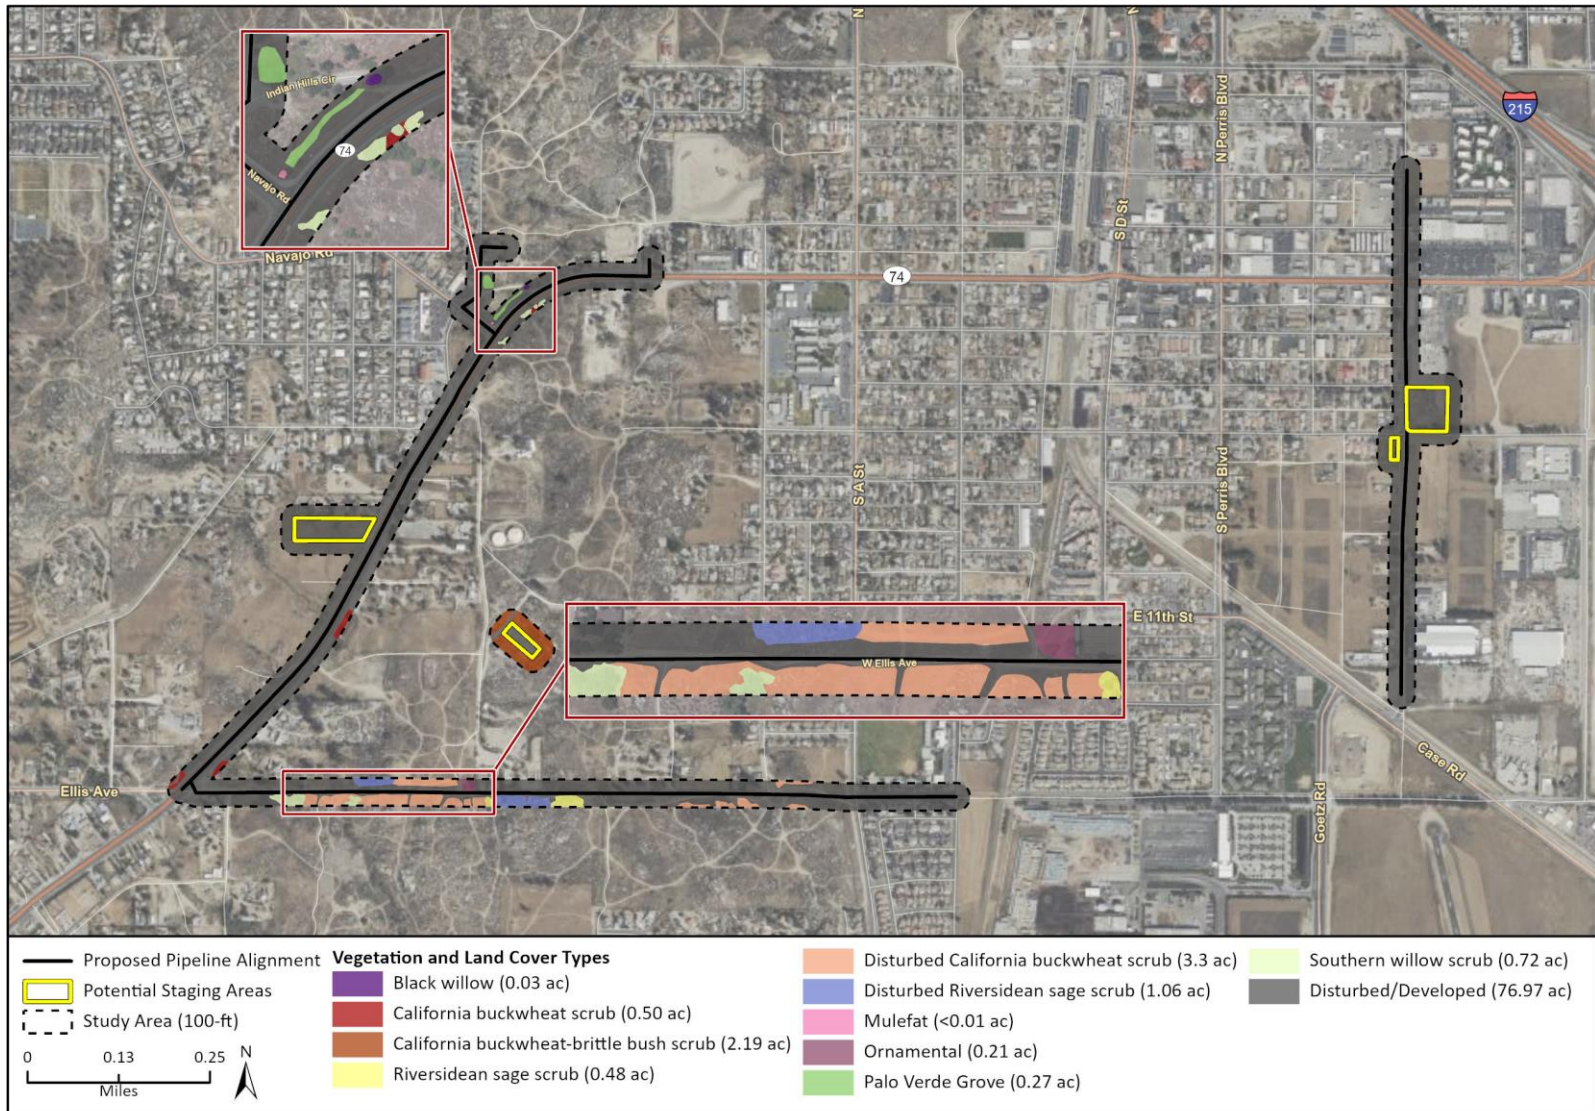 N
N
Indian Hills Cir
215
N Perris Blvd
74
Navajo Rd
S D St
Navajo Rd
74
S A St
S Perris Blvd
E 11th St
W Ellis Ave
Case Rd
Ellis Ave
Goetz Rd
Proposed Pipeline Alignment
Potential Staging Areas
Study Area (100-ft)
0 0.13 0.25
Miles
N
Vegetation and Land Cover Types
Black willow (0.03 ac)
California buckwheat scrub (0.50 ac)
California buckwheat-brittle bush scrub (2.19 ac)
Riversidean sage scrub (0.48 ac)
Disturbed California buckwheat scrub (3.3 ac)
Disturbed Riversidean sage scrub (1.06 ac)
Mulefat (<0.01 ac)
Ornamental (0.21 ac)
Palo Verde Grove (0.27 ac)
Southern willow scrub (0.72 ac)
Disturbed/Developed (76.97 ac)